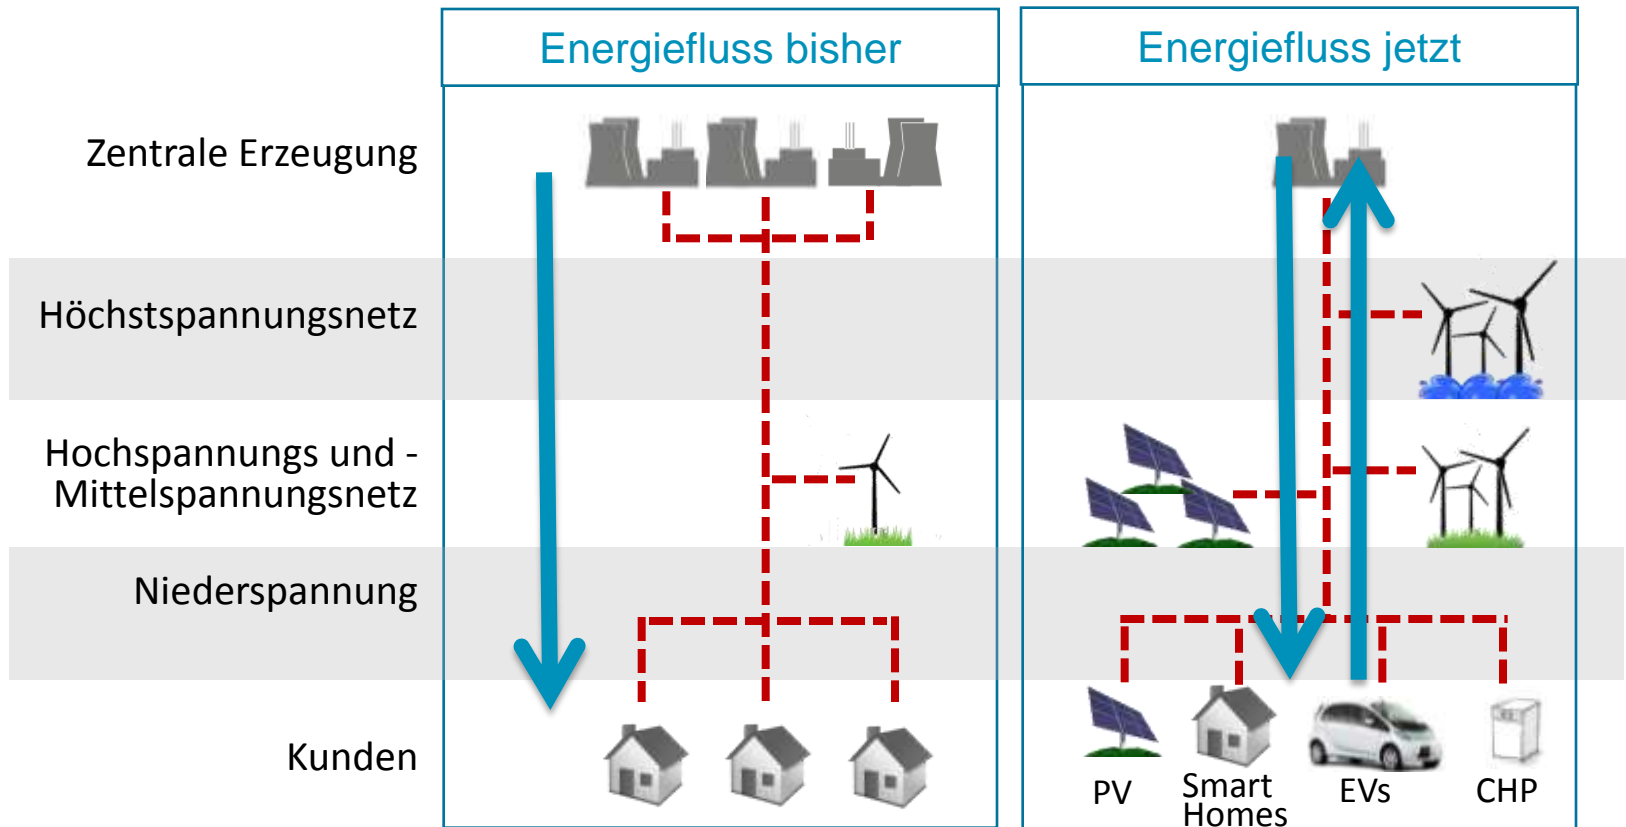 Energiefluss bisher
Energiefluss jetzt
Zentrale Erzeugung
Höchstspannungsnetz
Hochspannungs und -
Mittelspannungsnetz
Niederspannung
Kunden
PV
Smart
Homes
EVs
CHP